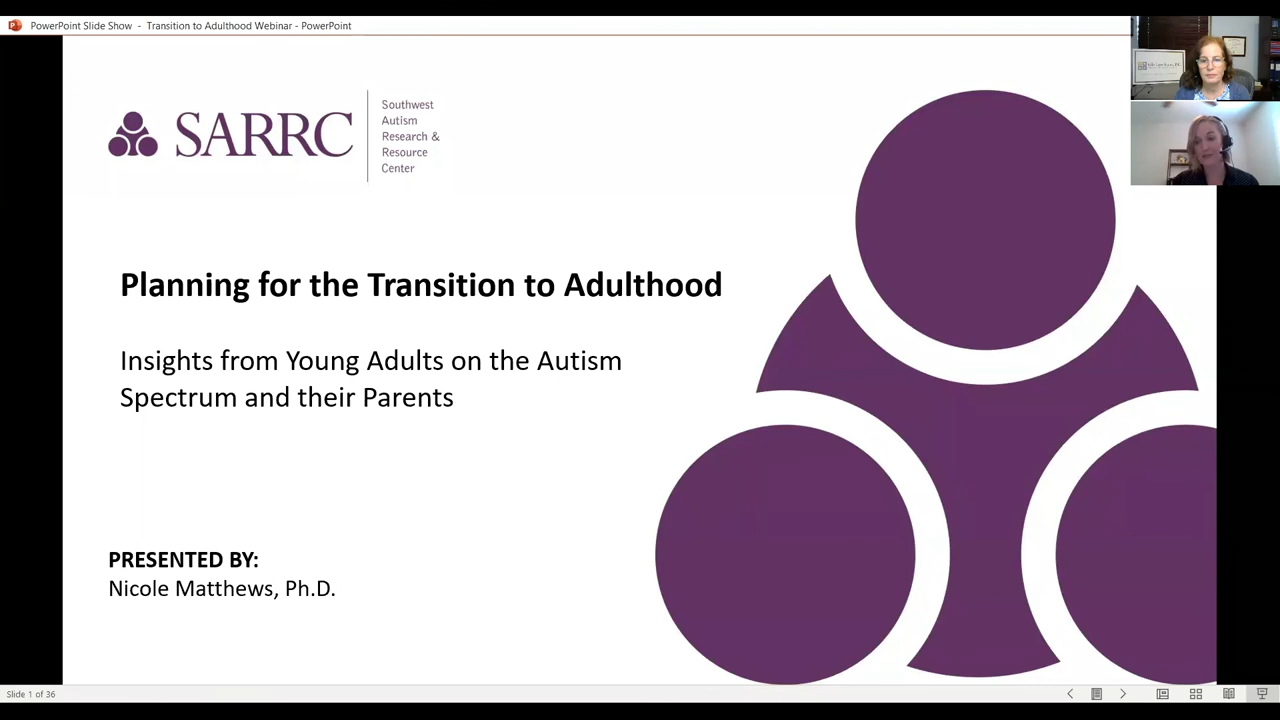 PowerPoint Slide Show - Transition to Adulthood Webinar - PowerPoint
SARRC
Southwest
Autism
Research &
Resource
Center
Planning for the Transition to Adulthood
Insights from Young Adults on the Autism
Spectrum and their Parents
PRESENTED BY:
Nicole Matthews, Ph.D.
Slide 1 of 36